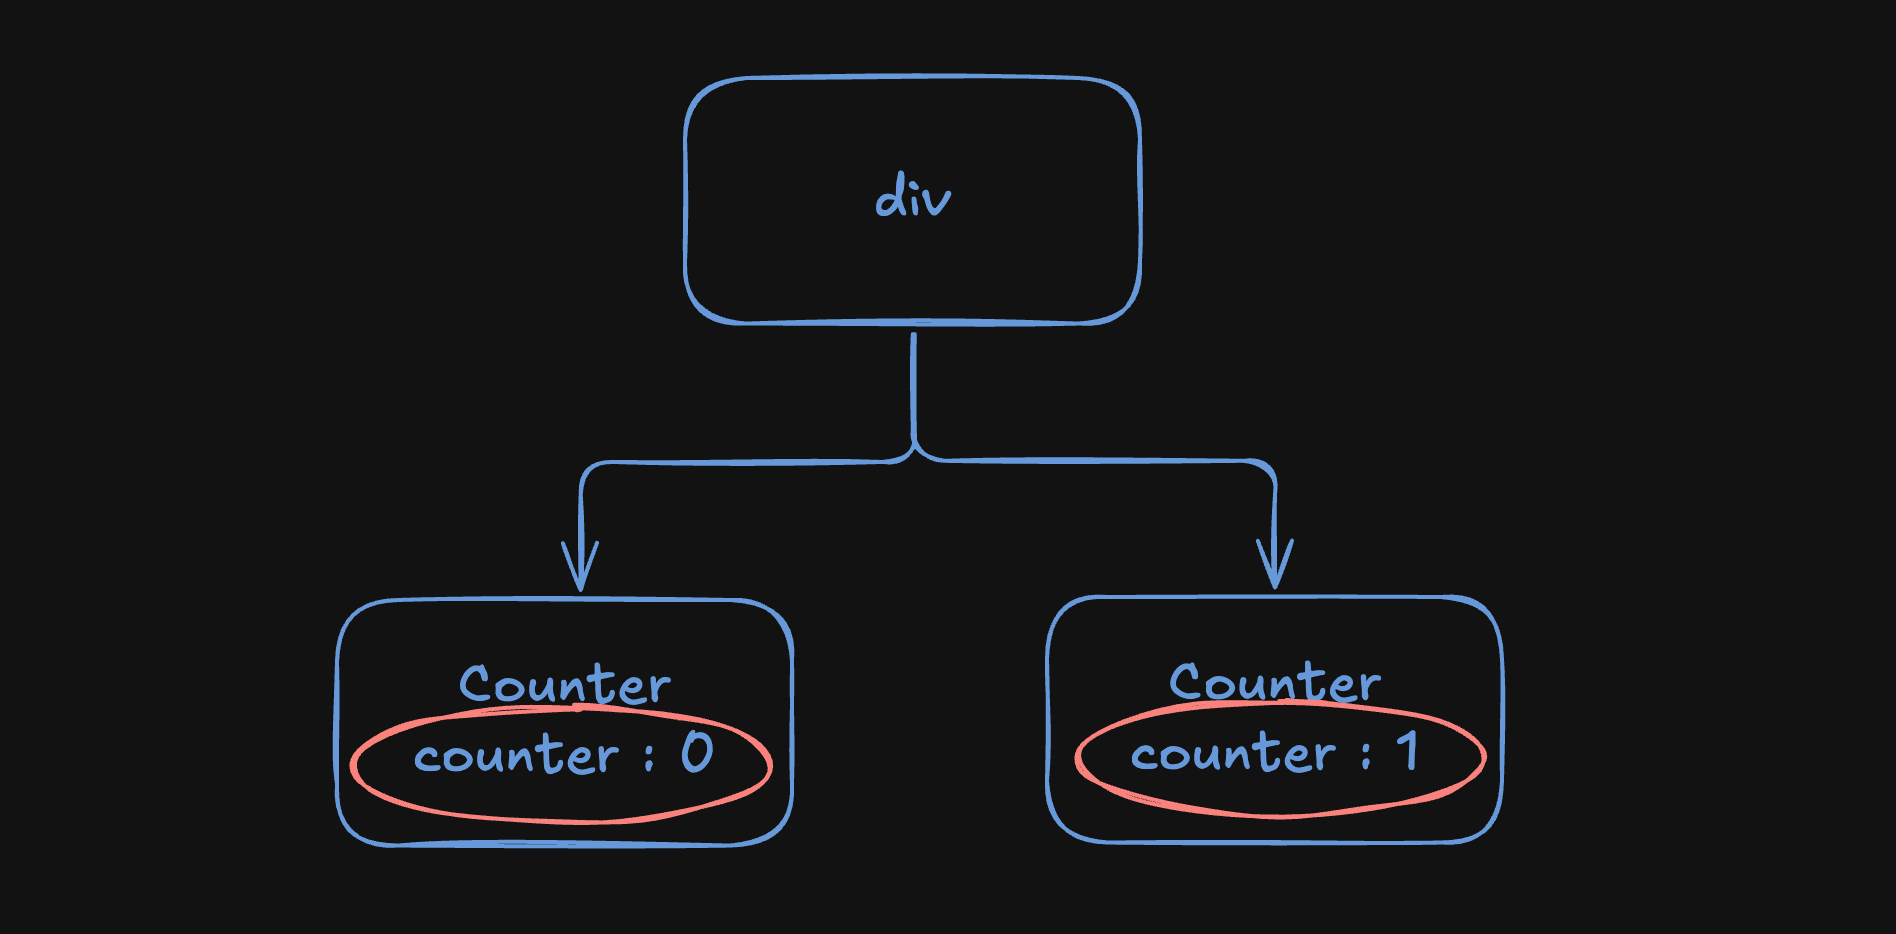 div
Counter
counter : 0
Counter
counter : 1